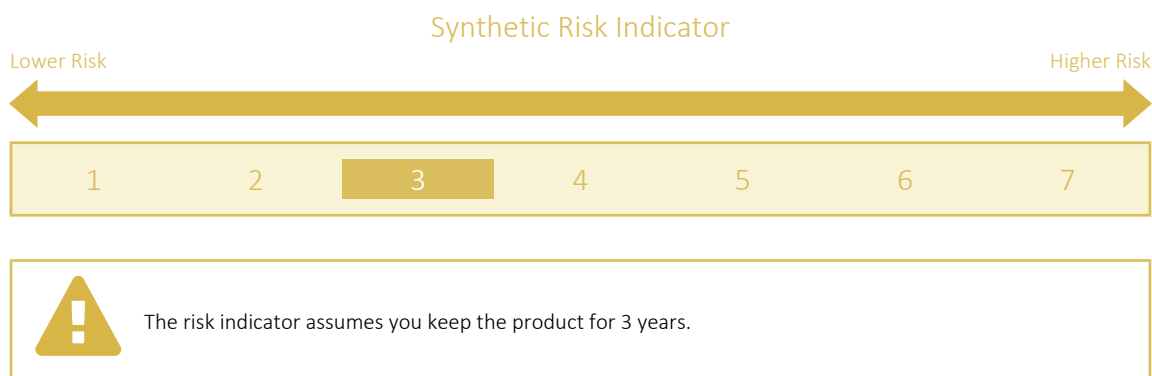 Synthetic Risk Indicator
Lower Risk Higher Risk
1 2 3 4 5 6 7
The risk indicator assumes you keep the product for 3 years.